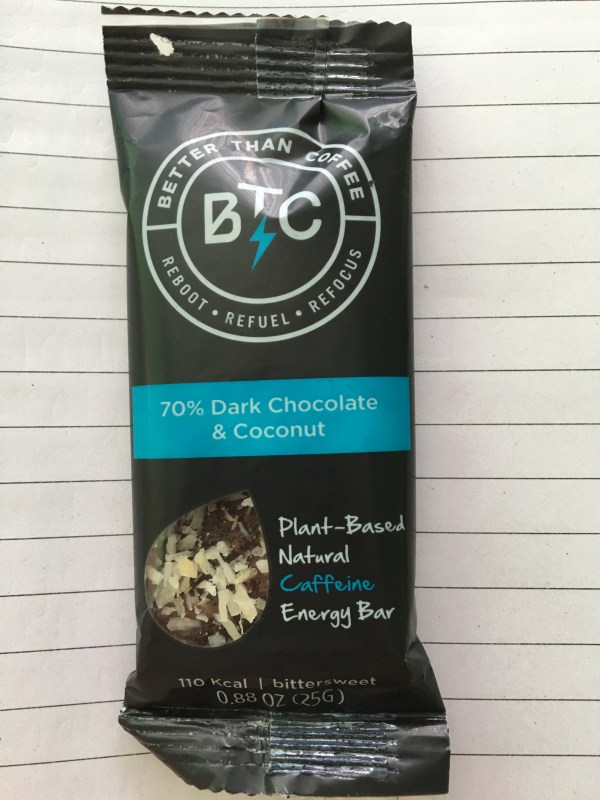 BETTER THAN COFFEE
BTC
REBOOT • REFUEL • REFOCUS
70% Dark Chocolate
& Coconut
Plant-Based
Natural
Caffeine
Energy Bar
110 Kcal | bittersweet
0.88 OZ (25G)